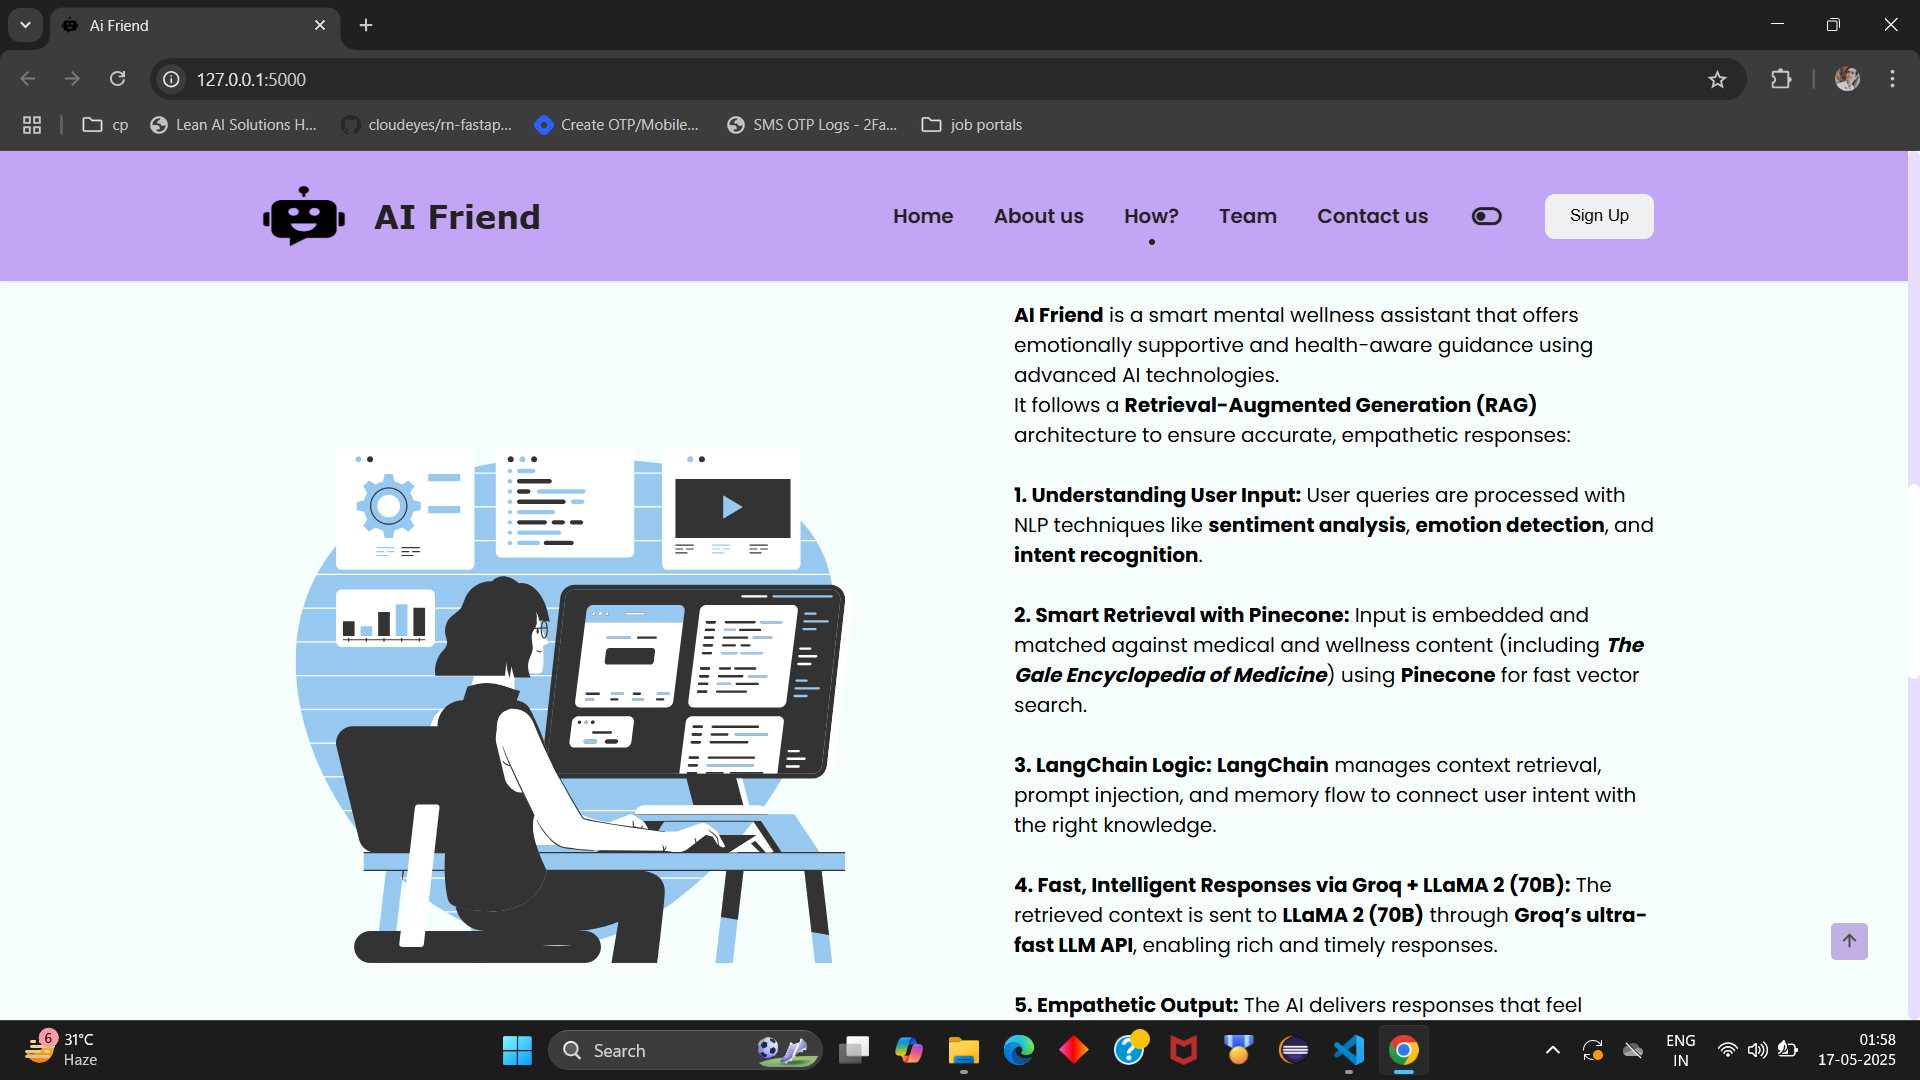 Ai Friend
127.0.0.1:5000
cp
Lean AI Solutions H...
cloudeyes/rn-fastap...
Create OTP/Mobile...
SMS OTP Logs - 2Fa...
job portals
AI Friend
Home
About us
How?
Team
Contact us
Sign Up
AI Friend is a smart mental wellness assistant that offers
emotionally supportive and health-aware guidance using
advanced AI technologies.
It follows a Retrieval-Augmented Generation (RAG)
architecture to ensure accurate, empathetic responses:
1. Understanding User Input: User queries are processed with
NLP techniques like sentiment analysis, emotion detection, and
intent recognition.
2. Smart Retrieval with Pinecone: Input is embedded and
matched against medical and wellness content (including The
Gale Encyclopedia of Medicine) using Pinecone for fast vector
search.
3. LangChain Logic: LangChain manages context retrieval,
prompt injection, and memory flow to connect user intent with
the right knowledge.
4. Fast, Intelligent Responses via Groq + LLaMA 2 (70B): The
retrieved context is sent to LLaMA 2 (70B) through Groq’s ultra-
fast LLM API, enabling rich and timely responses.
5. Empathetic Output: The AI delivers responses that feel
6
31°C
Haze
Search
ENG
IN
01:58
17-05-2025